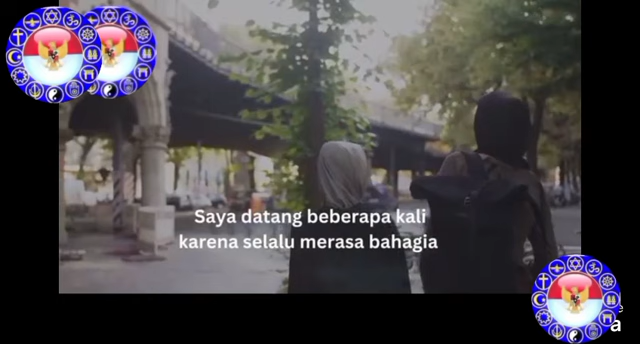 Saya datang beberapa kali
karena selalu merasa bahagia
e
a